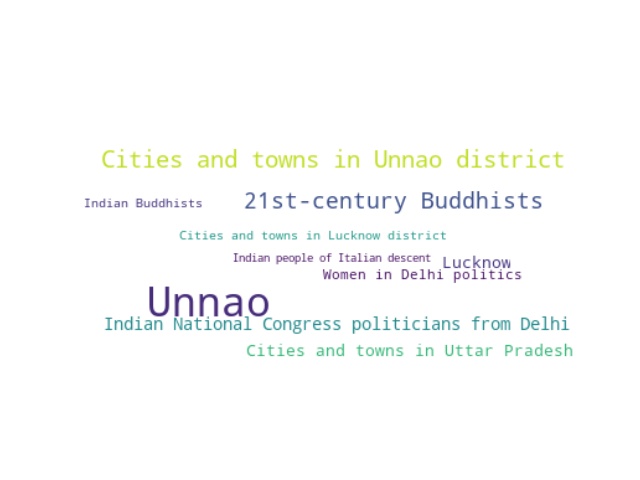 Cities and towns in Unnao district
Indian Buddhists
21st-century Buddhists
Cities and towns in Lucknow district
Indian people of Italian descent
Lucknow
Women in Delhi politics
Unnao
Indian National Congress politicians from Delhi
Cities and towns in Uttar Pradesh